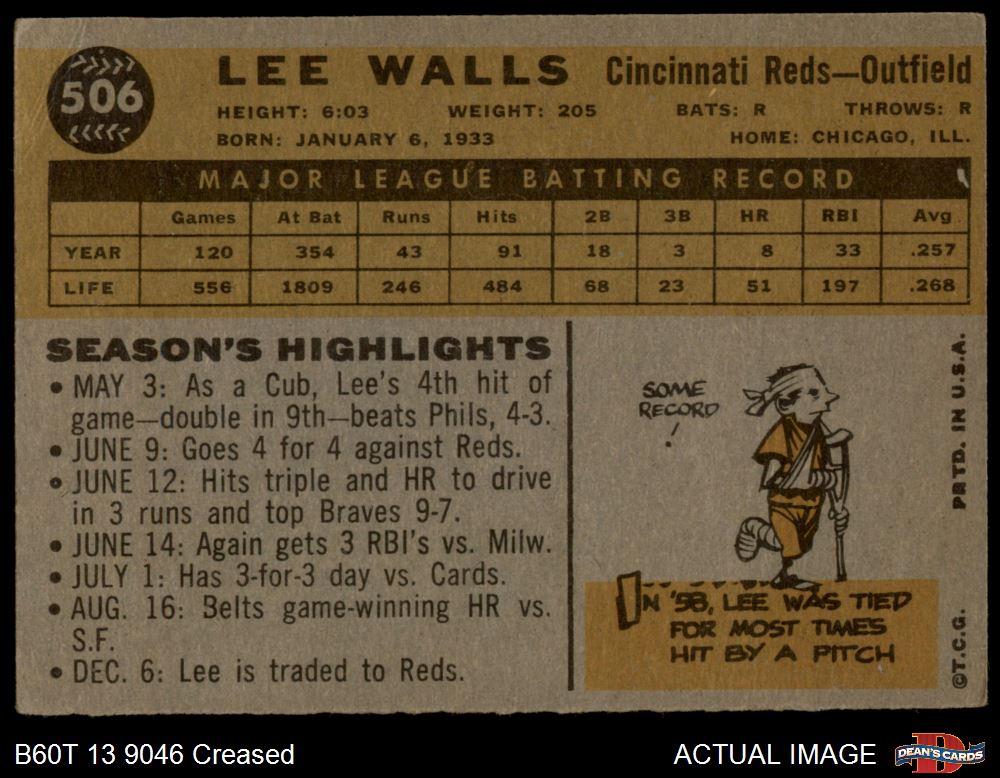 506
LEE WALLS Cincinnati Reds—Outfield
HEIGHT: 6:03 WEIGHT: 205 BATS: R THROWS: R
BORN: JANUARY 6, 1933 HOME: CHICAGO, ILL.
MAJOR LEAGUE BATTING RECORD
Games At Bat Runs Hits 2B 3B HR RBI Avg
YEAR 120 354 43 91 18 3 8 33 .257
LIFE 556 1809 246 484 68 23 51 197 .268
SEASON'S HIGHLIGHTS
• MAY 3: As a Cub, Lee's 4th hit of
game—double in 9th—beats Phils, 4-3.
• JUNE 9: Goes 4 for 4 against Reds.
• JUNE 12: Hits triple and HR to drive
in 3 runs and top Braves 9-7.
• JUNE 14: Again gets 3 RBI's vs. Milw.
• JULY 1: Has 3-for-3 day vs. Cards.
• AUG. 16: Belts game-winning HR vs.
S.F.
• DEC. 6: Lee is traded to Reds.
SOME
RECORD
!
IN '58, LEE WAS TIED
FOR MOST TIMES
HIT BY A PITCH
©T.C.G. PRTD. IN U.S.A.
B60T 13 9046 Creased ACTUAL IMAGE DEAN'S CARDS